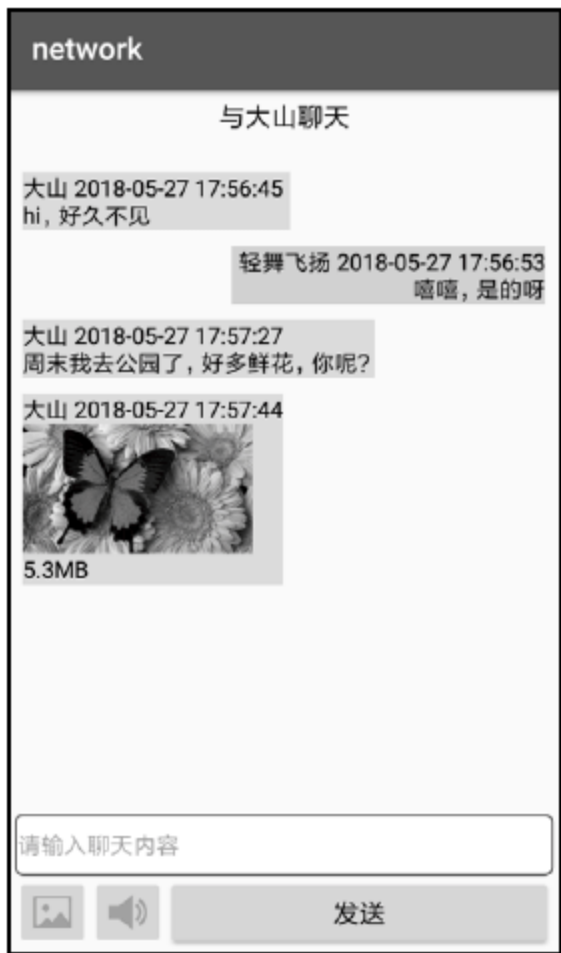 network
与大山聊天
大山 2018-05-27 17:56:45
hi, 好久不见
轻舞飞扬 2018-05-27 17:56:53
嘻嘻, 是的呀
大山 2018-05-27 17:57:27
周末我去公园了, 好多鲜花, 你呢?
大山 2018-05-27 17:57:44
5.3MB
请输入聊天内容
发送